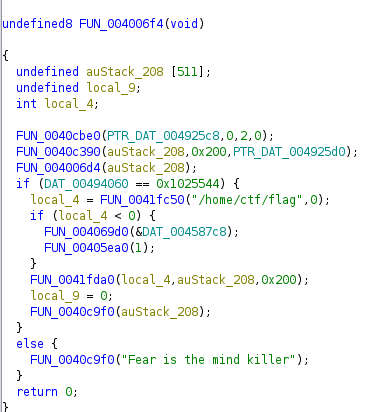 undefined8 FUN_004006f4(void)
{
undefined auStack_208 [511];
undefined local_9;
int local_4;
FUN_0040cbe0(PTR_DAT_004925c8,0,2,0);
FUN_0040c390(auStack_208,0x200,PTR_DAT_004925d0);
FUN_004006d4(auStack_208);
if (DAT_00494060 == 0x1025544) {
local_4 = FUN_0041fc50("/home/ctf/flag",0);
if (local_4 < 0) {
FUN_004069d0(&DAT_004587c8);
FUN_00405ea0(1);
}
FUN_0041fda0(local_4,auStack_208,0x200);
local_9 = 0;
FUN_0040c9f0(auStack_208);
}
else {
FUN_0040c9f0("Fear is the mind killer");
}
return 0;
}